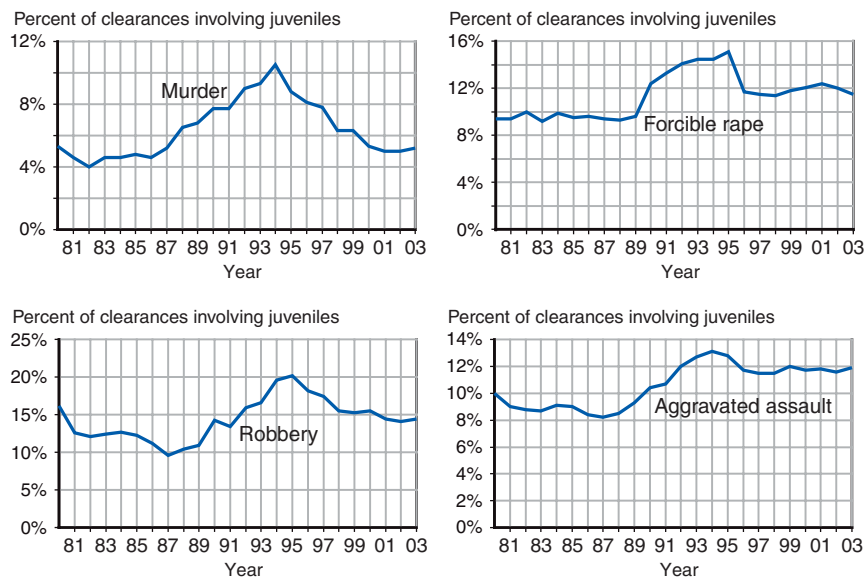 Percent of clearances involving juveniles
12%
8%
4%
0%
Murder
81 83 85 87 89 91 93 95 97 99 01 03
Year
Percent of clearances involving juveniles
16%
12%
8%
4%
0%
Forcible rape
81 83 85 87 89 91 93 95 97 99 01 03
Year
Percent of clearances involving juveniles
25%
20%
15%
10%
5%
0%
Robbery
81 83 85 87 89 91 93 95 97 99 01 03
Year
Percent of clearances involving juveniles
14%
12%
10%
8%
6%
4%
2%
0%
Aggravated assault
81 83 85 87 89 91 93 95 97 99 01 03
Year